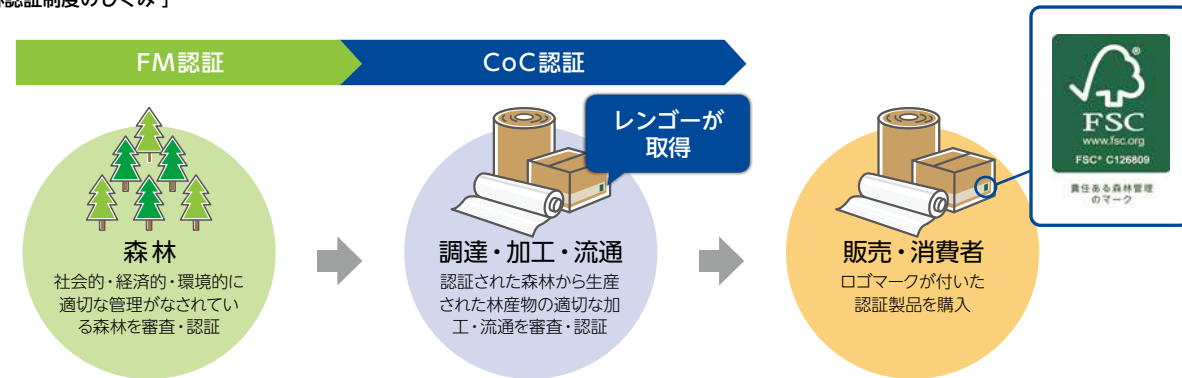 認証制度のしくみ］
FM認証
CoC認証
レンゴーが
取得
FSC
www.fsc.org
FSC® C126809
責任ある森林管理
のマーク
森林
社会的・経済的・環境的に
適切な管理がなされてい
る森林を審査・認証
調達・加工・流通
認証された森林から生産
された林産物の適切な加
工・流通を審査・認証
販売・消費者
ロゴマークが付いた
認証製品を購入